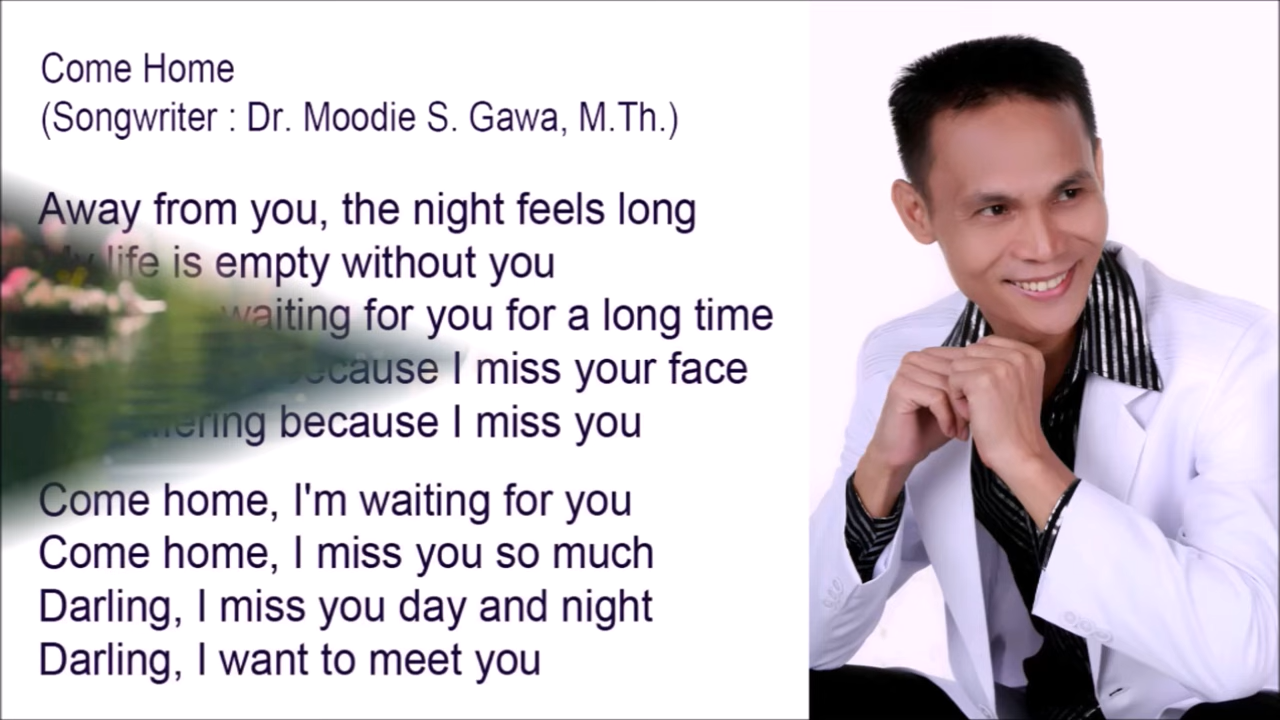 Come Home
(Songwriter : Dr. Moodie S. Gawa, M.Th.)
Away from you, the night feels long
My life is empty without you
waiting for you for a long time
because I miss your face
because I miss you
Come home, I'm waiting for you
Come home, I miss you so much
Darling, I miss you day and night
Darling, I want to meet you